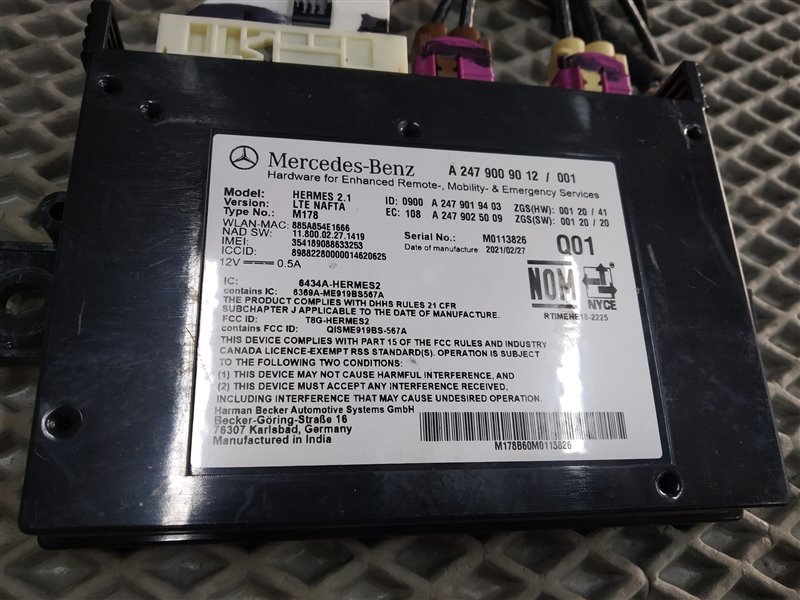 Mercedes-Benz A 247 900 90 12 / 001
Hardware for Enhanced Remote-, Mobility- & Emergency Services
Model: HERMES 2.1 ID: 0900 A 247 901 94 03 ZGS(HW): 001 20 / 41
Version: LTE NAFTA EC: 108 A 247 902 50 09 ZGS(SW): 001 20 / 20
Type No.: M178
WLAN-MAC: 885A854E1666 Serial No.: M0113826 Q01
NAD SW: 11.800.02.27.1419 Date of manufacture: 2021/02/27
IMEI: 354189088633253
ICCID: 89882280000014620625
12V 0.5A
NOM NYCE
IC: 6434A-HERMES2
contains IC: 6369A-ME919BS567A
RTIMEHE18-2225
THE PRODUCT COMPLIES WITH DHHS RULES 21 CFR
SUBCHAPTER J APPLICABLE TO THE DATE OF MANUFACTURE.
FCC ID: T8G-HERMES2
contains FCC ID: QISME919BS-567A
THIS DEVICE COMPLIES WITH PART 15 OF THE FCC RULES AND INDUSTRY
CANADA LICENCE-EXEMPT RSS STANDARD(S). OPERATION IS SUBJECT
TO THE FOLLOWING TWO CONDITIONS:
(1) THIS DEVICE MAY NOT CAUSE HARMFUL INTERFERENCE, AND
(2) THIS DEVICE MUST ACCEPT ANY INTERFERENCE RECEIVED,
INCLUDING INTERFERENCE THAT MAY CAUSE UNDESIRED OPERATION.
Harman Becker Automotive Systems GmbH
Becker-Göring-Straße 16
76307 Karlsbad, Germany
Manufactured in India
M178B60M0113826